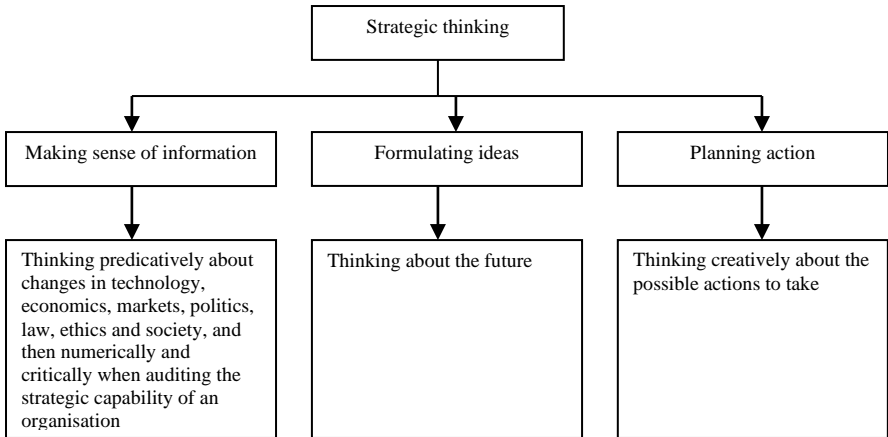 Strategic thinking
Making sense of information
Formulating ideas
Planning action
Thinking predicatively about
changes in technology,
economics, markets, politics,
law, ethics and society, and
then numerically and
critically when auditing the
strategic capability of an
organisation
Thinking about the future
Thinking creatively about the
possible actions to take